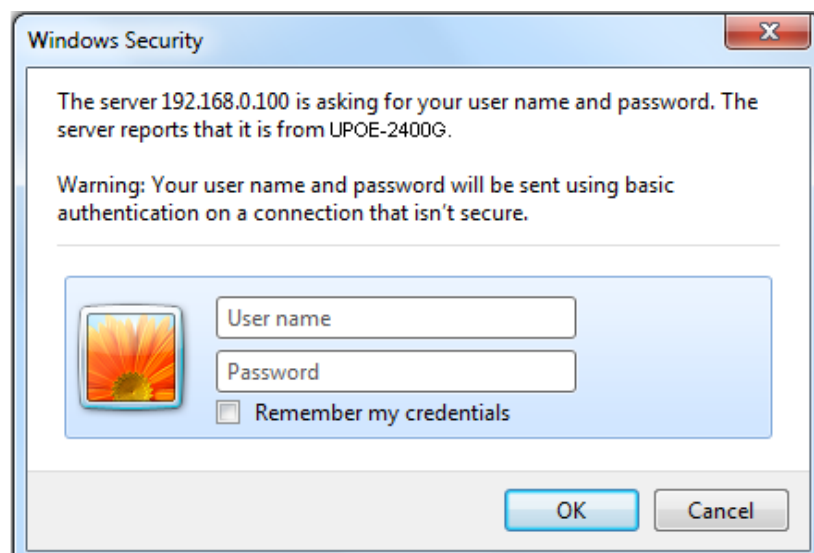 Windows Security
The server 192.168.0.100 is asking for your user name and password. The
server reports that it is from UPOE-2400G.
Warning: Your user name and password will be sent using basic
authentication on a connection that isn't secure.
User name
Password
Remember my credentials
OK
Cancel